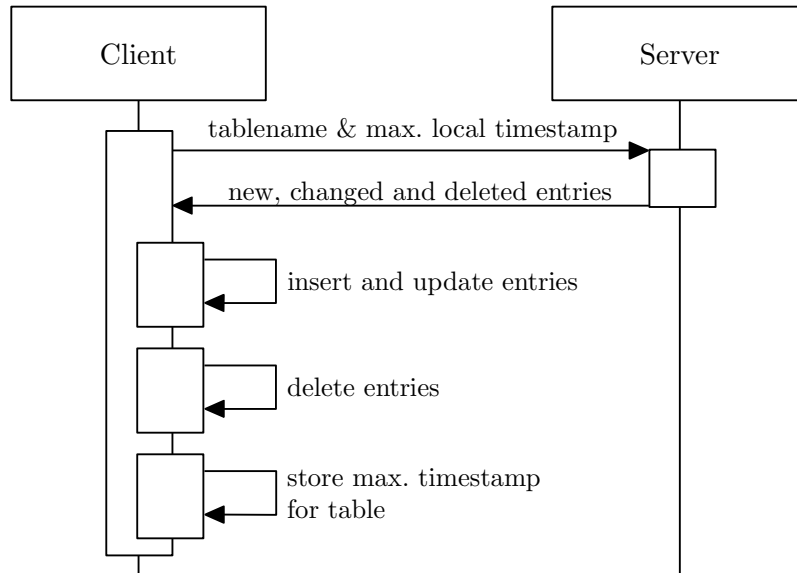 Client
Server
tablename & max. local timestamp
new, changed and deleted entries
insert and update entries
delete entries
store max. timestamp
for table